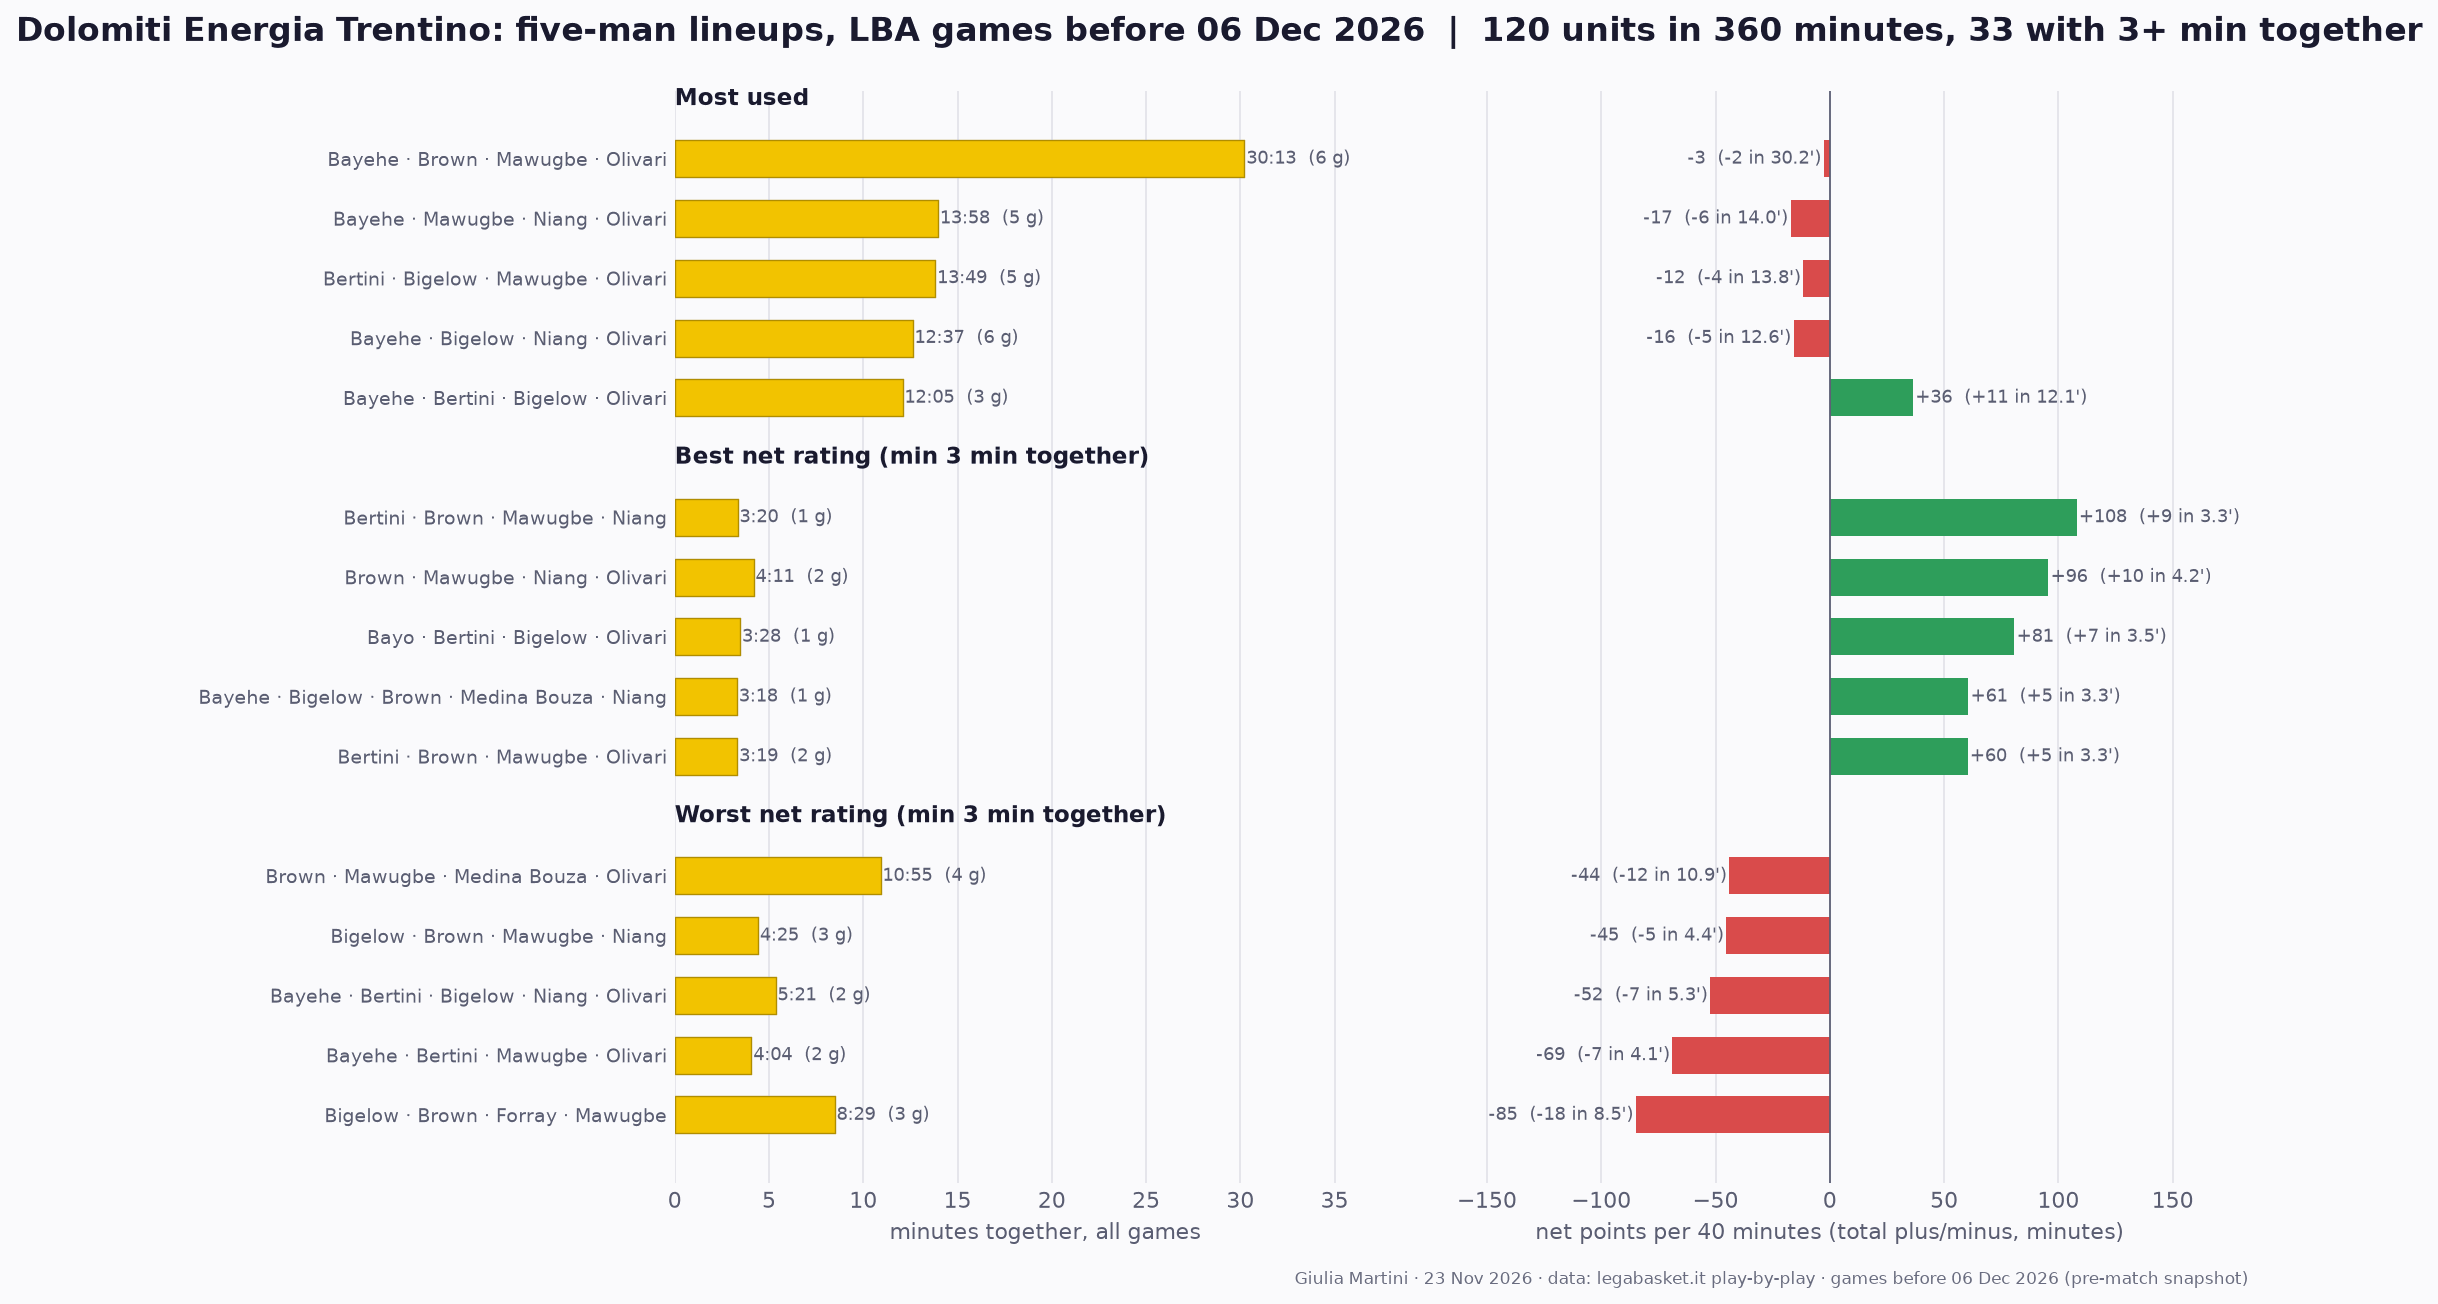 Dolomiti Energia Trentino: five-man lineups, LBA games before 06 Dec 2026 | 120 units in 360 minutes, 33 with 3+ min together
Most used
Bayehe · Brown · Mawugbe · Olivari 30:13 (6 g) -3 (-2 in 30.2')
Bayehe · Mawugbe · Niang · Olivari 13:58 (5 g) -17 (-6 in 14.0')
Bertini · Bigelow · Mawugbe · Olivari 13:49 (5 g) -12 (-4 in 13.8')
Bayehe · Bigelow · Niang · Olivari 12:37 (6 g) -16 (-5 in 12.6')
Bayehe · Bertini · Bigelow · Olivari 12:05 (3 g) +36 (+11 in 12.1')
Best net rating (min 3 min together)
Bertini · Brown · Mawugbe · Niang 3:20 (1 g) +108 (+9 in 3.3')
Brown · Mawugbe · Niang · Olivari 4:11 (2 g) +96 (+10 in 4.2')
Bayo · Bertini · Bigelow · Olivari 3:28 (1 g) +81 (+7 in 3.5')
Bayehe · Bigelow · Brown · Medina Bouza · Niang 3:18 (1 g) +61 (+5 in 3.3')
Bertini · Brown · Mawugbe · Olivari 3:19 (2 g) +60 (+5 in 3.3')
Worst net rating (min 3 min together)
Brown · Mawugbe · Medina Bouza · Olivari 10:55 (4 g) -44 (-12 in 10.9')
Bigelow · Brown · Mawugbe · Niang 4:25 (3 g) -45 (-5 in 4.4')
Bayehe · Bertini · Bigelow · Niang · Olivari 5:21 (2 g) -52 (-7 in 5.3')
Bayehe · Bertini · Mawugbe · Olivari 4:04 (2 g) -69 (-7 in 4.1')
Bigelow · Brown · Forray · Mawugbe 8:29 (3 g) -85 (-18 in 8.5')
0 5 10 15 20 25 30 35 −150 −100 −50 0 50 100 150
minutes together, all games net points per 40 minutes (total plus/minus, minutes)
Giulia Martini · 23 Nov 2026 · data: legabasket.it play-by-play · games before 06 Dec 2026 (pre-match snapshot)